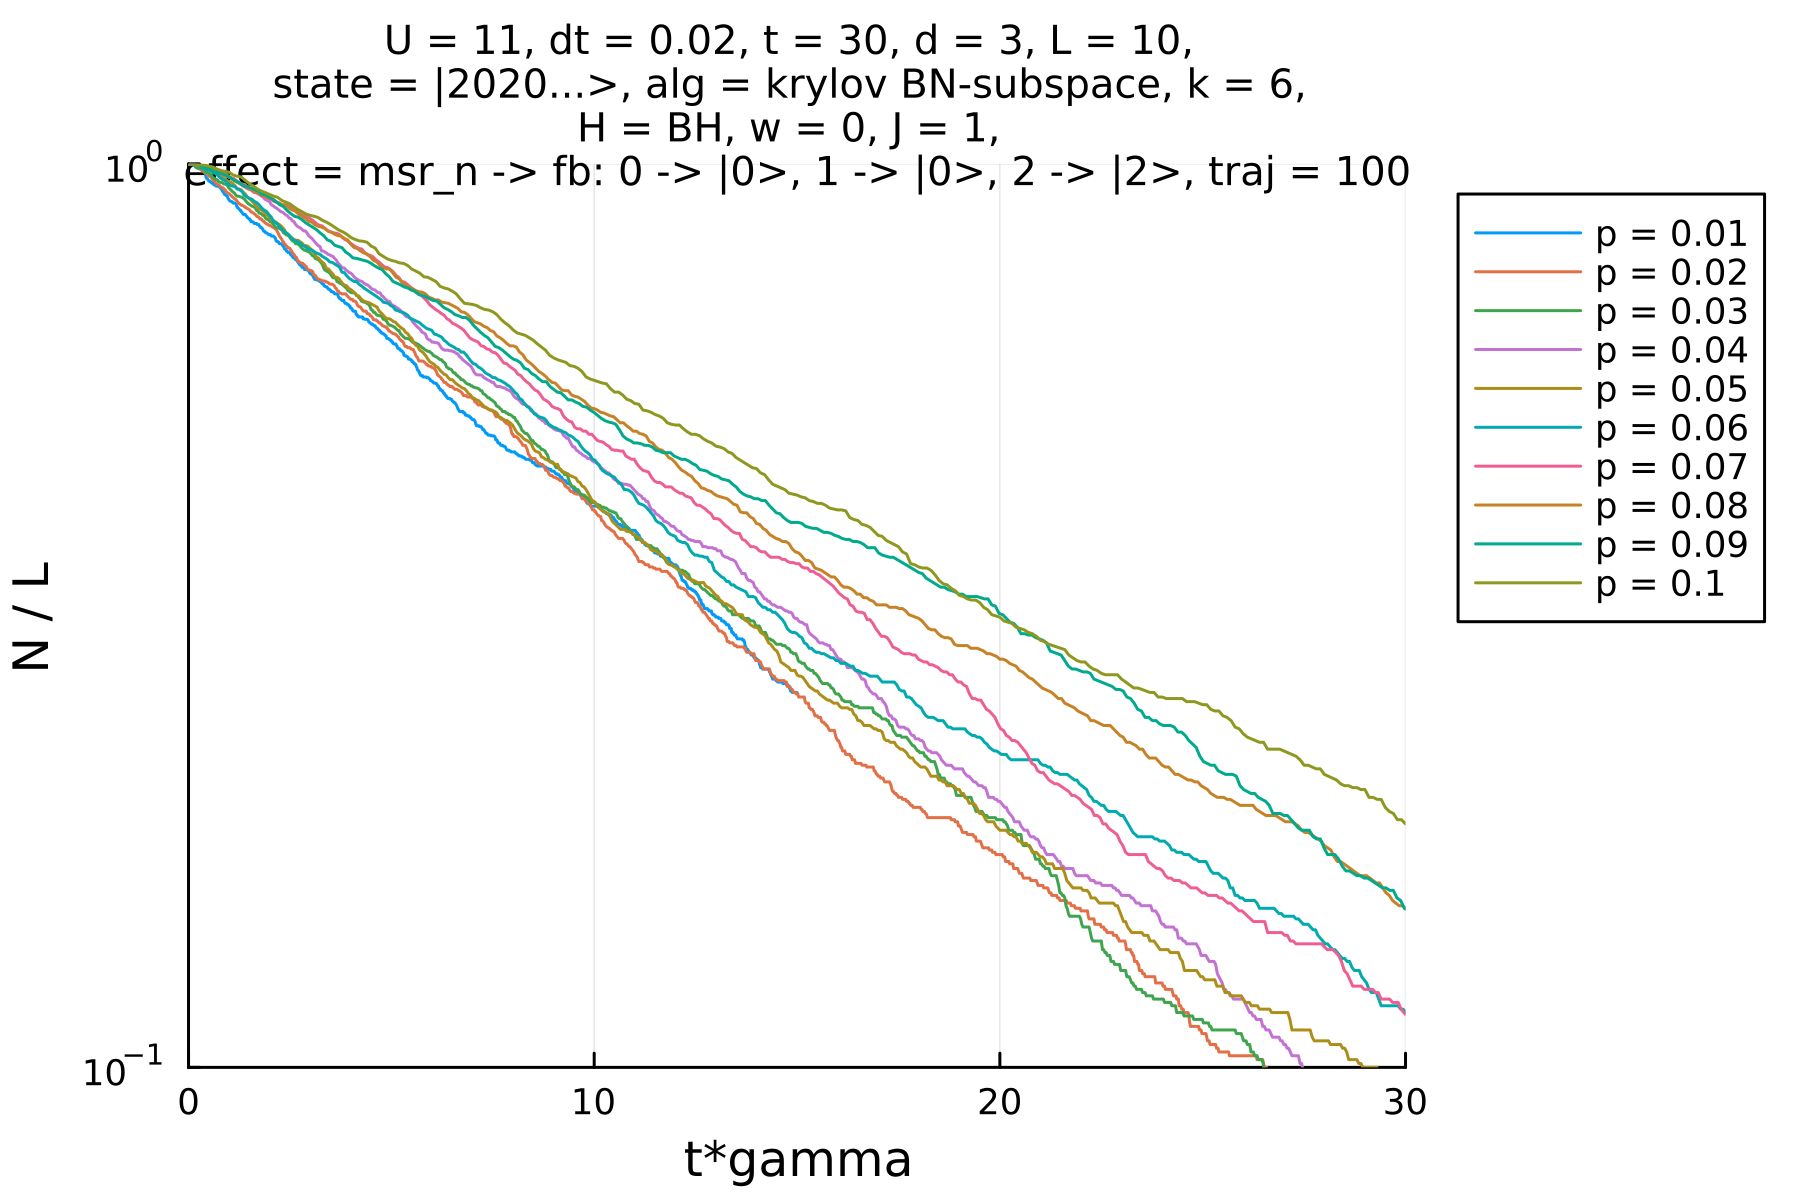 U = 11, dt = 0.02, t = 30, d = 3, L = 10,
state = |2020...>, alg = krylov BN-subspace, k = 6,
H = BH, w = 0, J = 1,
effect = msr_n -> fb: 0 -> |0>, 1 -> |0>, 2 -> |2>, traj = 100
10⁰
10⁻¹
N / L
0 10 20 30
t*gamma
p = 0.01
p = 0.02
p = 0.03
p = 0.04
p = 0.05
p = 0.06
p = 0.07
p = 0.08
p = 0.09
p = 0.1